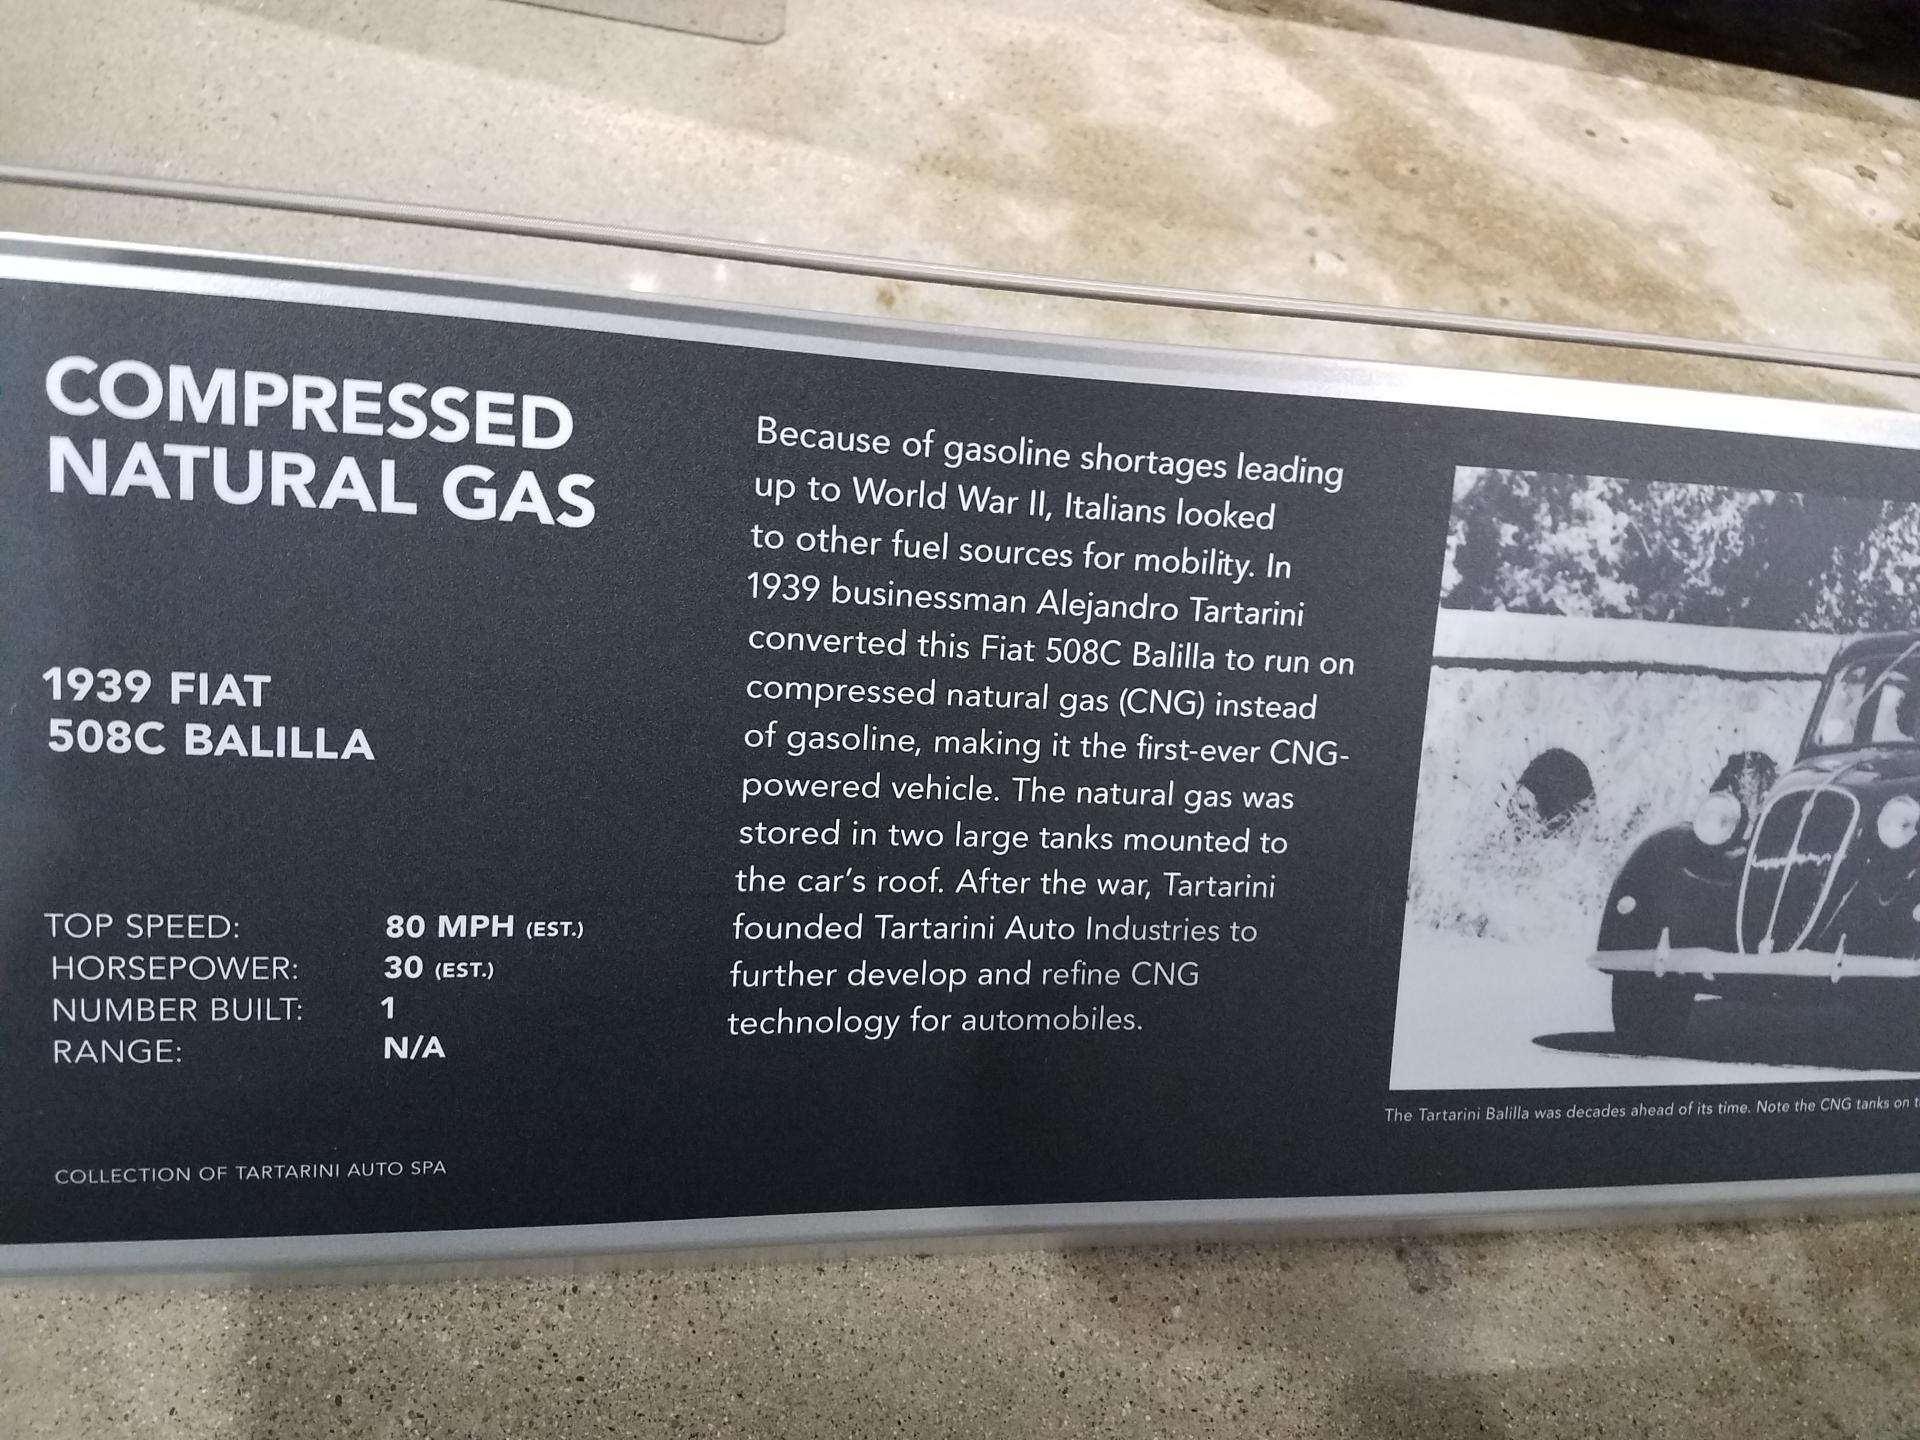 COMPRESSED
NATURAL GAS
1939 FIAT
508C BALILLA
TOP SPEED: 80 MPH (EST.)
HORSEPOWER: 30 (EST.)
NUMBER BUILT: 1
RANGE: N/A
COLLECTION OF TARTARINI AUTO SPA
Because of gasoline shortages leading
up to World War II, Italians looked
to other fuel sources for mobility. In
1939 businessman Alejandro Tartarini
converted this Fiat 508C Balilla to run on
compressed natural gas (CNG) instead
of gasoline, making it the first-ever CNG-
powered vehicle. The natural gas was
stored in two large tanks mounted to
the car's roof. After the war, Tartarini
founded Tartarini Auto Industries to
further develop and refine CNG
technology for automobiles.
The Tartarini Balilla was decades ahead of its time. Note the CNG tanks on